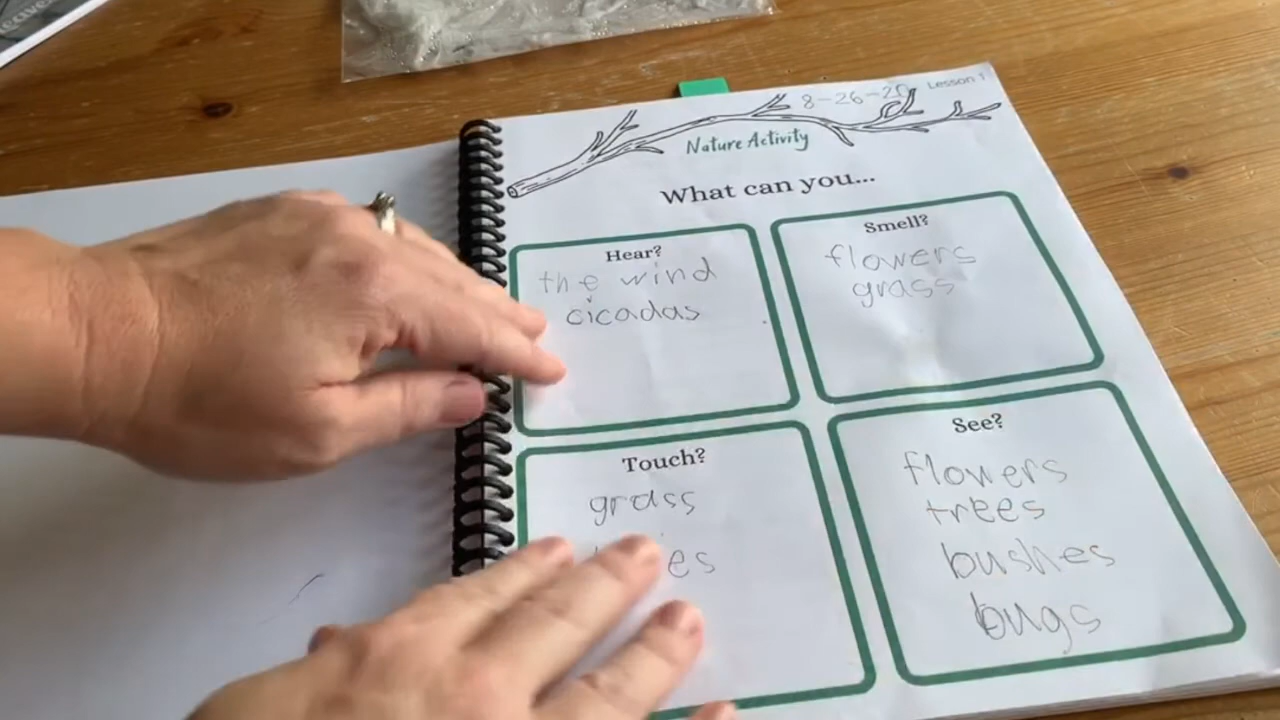 8-26-20 Lesson 1
Nature Activity
What can you...
Hear?
the wind
cicadas
Smell?
flowers
grass
Touch?
grass
See?
flowers
trees
bushes
bugs